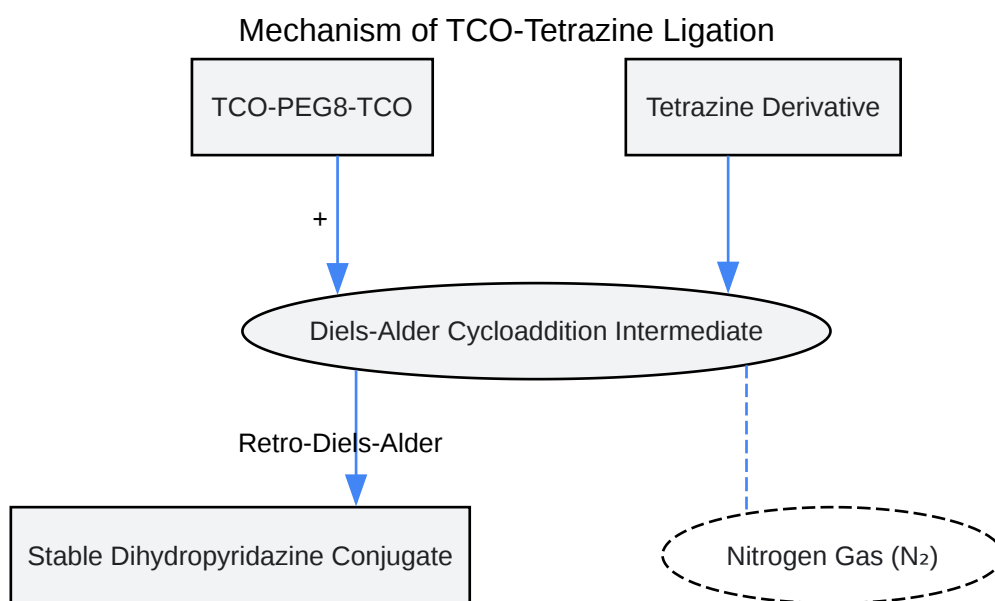 Mechanism of TCO-Tetrazine Ligation
TCO-PEG8-TCO
Tetrazine Derivative
+
Diels-Alder Cycloaddition Intermediate
Retro-Diels-Alder
Stable Dihydropyridazine Conjugate
Nitrogen Gas (N₂)